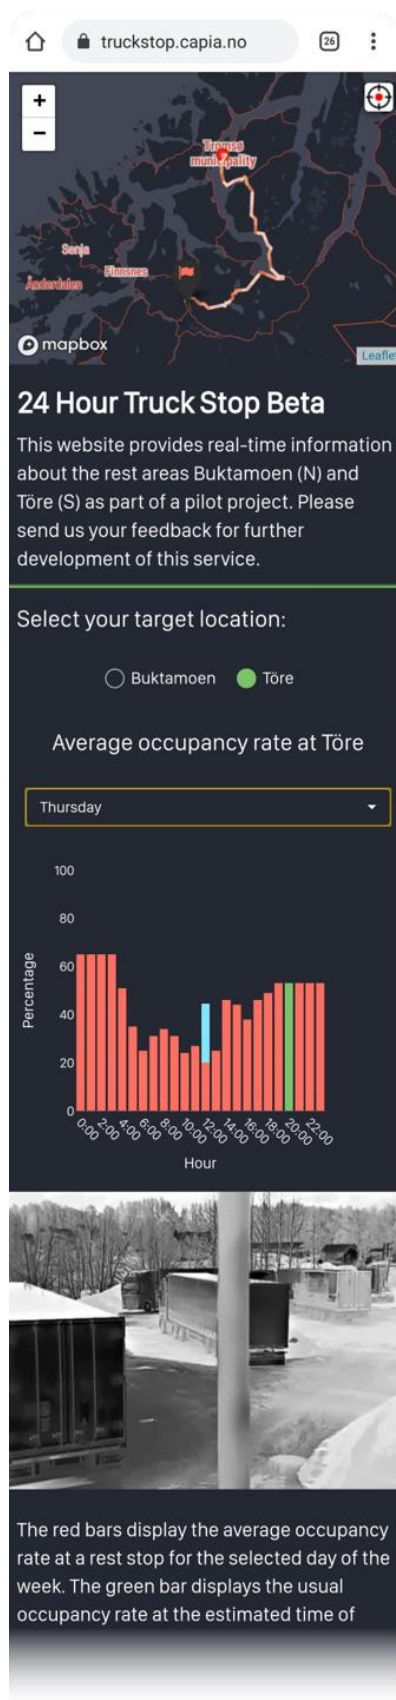 truckstop.capia.no
26
+
−
Tromsø
municipality
Senja
Finnsnes
Ånderdalen
mapbox
Leaflet
24 Hour Truck Stop Beta
This website provides real-time information
about the rest areas Buktamoen (N) and
Töre (S) as part of a pilot project. Please
send us your feedback for further
development of this service.
Select your target location:
Buktamoen Töre
Average occupancy rate at Töre
Thursday
100
80
60
40
20
0
Percentage
0:00 2:00 4:00 6:00 8:00 10:00 12:00 14:00 16:00 18:00 20:00 22:00
Hour
The red bars display the average occupancy
rate at a rest stop for the selected day of the
week. The green bar displays the usual
occupancy rate at the estimated time of